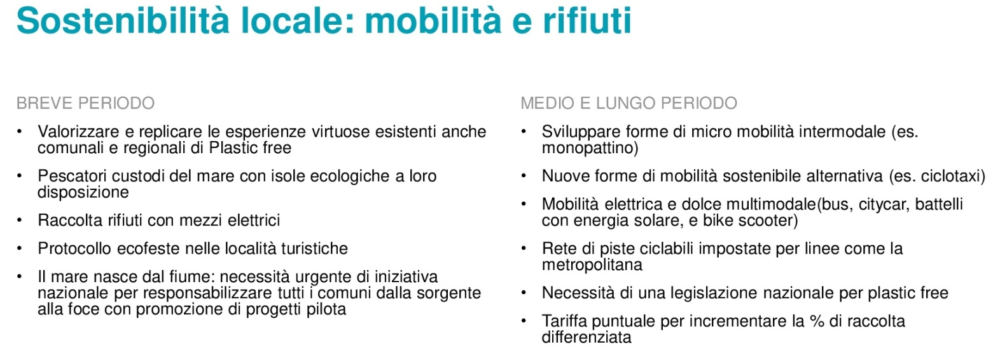 Sostenibilità locale: mobilità e rifiuti
BREVE PERIODO
• Valorizzare e replicare le esperienze virtuose esistenti anche
comunali e regionali di Plastic free
• Pescatori custodi del mare con isole ecologiche a loro
disposizione
• Raccolta rifiuti con mezzi elettrici
• Protocollo ecofeste nelle località turistiche
• Il mare nasce dal fiume: necessità urgente di iniziativa
nazionale per responsabilizzare tutti i comuni dalla sorgente
alla foce con promozione di progetti pilota
MEDIO E LUNGO PERIODO
• Sviluppare forme di micro mobilità intermodale (es.
monopattino)
• Nuove forme di mobilità sostenibile alternativa (es. ciclotaxi)
• Mobilità elettrica e dolce multimodale(bus, citycar, battelli
con energia solare, e bike scooter)
• Rete di piste ciclabili impostate per linee come la
metropolitana
• Necessità di una legislazione nazionale per plastic free
• Tariffa puntuale per incrementare la % di raccolta
differenziata